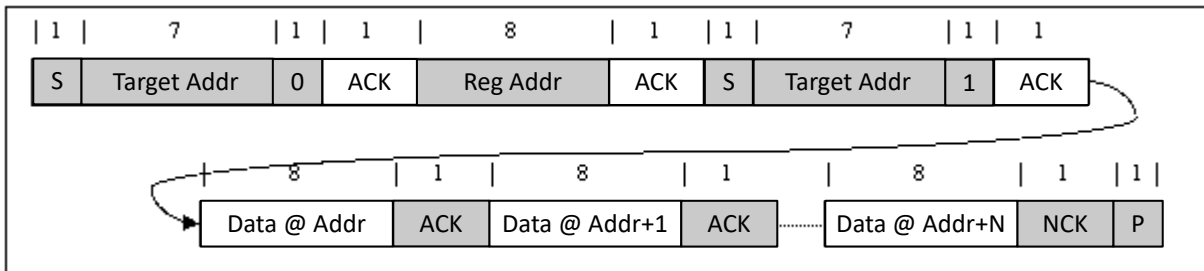 | 1 | 7 | 1 | 1 | 8 | 1 | 1 | 7 | 1 | 1
S Target Addr 0 ACK Reg Addr ACK S Target Addr 1 ACK
| 8 | 1 | 8 | 1 | 8 | 1 | 1 |
Data @ Addr ACK Data @ Addr+1 ACK Data @ Addr+N NCK P